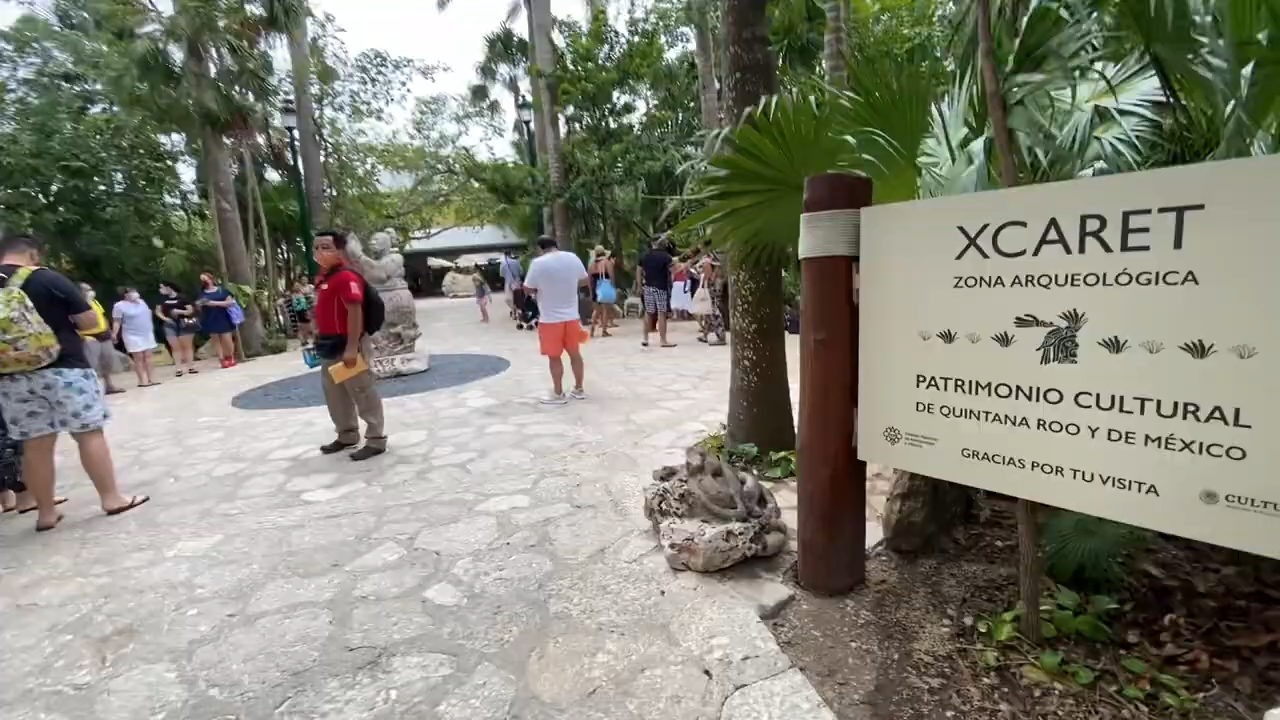 XCARET
ZONA ARQUEOLÓGICA
PATRIMONIO CULTURAL
DE QUINTANA ROO Y DE MÉXICO
GRACIAS POR TU VISITA
CULTU